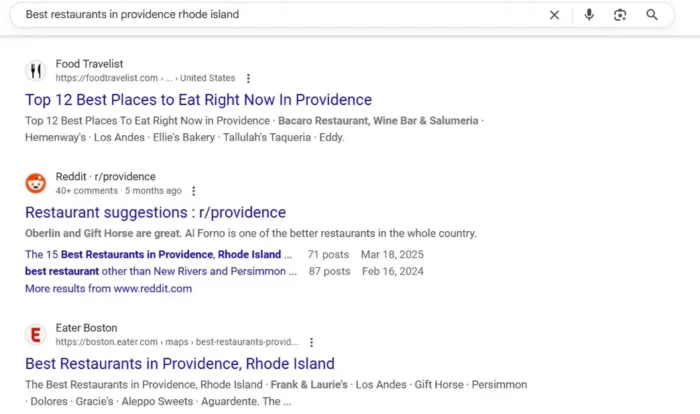 Best restaurants in providence rhode island
Food Travelist
https://foodtravelist.com › ... › United States
Top 12 Best Places to Eat Right Now In Providence
Top 12 Best Places To Eat Right Now in Providence · Bacaro Restaurant, Wine Bar & Salumeria ·
Hemenway's · Los Andes · Ellie's Bakery · Tallulah's Taqueria · Eddy.
Reddit · r/providence
40+ comments · 5 months ago
Restaurant suggestions : r/providence
Oberlin and Gift Horse are great. Al Forno is one of the better restaurants in the whole country.
The 15 Best Restaurants in Providence, Rhode Island ... 71 posts Mar 18, 2025
best restaurant other than New Rivers and Persimmon ... 87 posts Feb 16, 2024
More results from www.reddit.com
E
Eater Boston
https://boston.eater.com › maps › best-restaurants-provid...
Best Restaurants in Providence, Rhode Island
The Best Restaurants in Providence, Rhode Island · Frank & Laurie's · Los Andes · Gift Horse · Persimmon
· Dolores · Gracie's · Aleppo Sweets · Aguardente. The ...